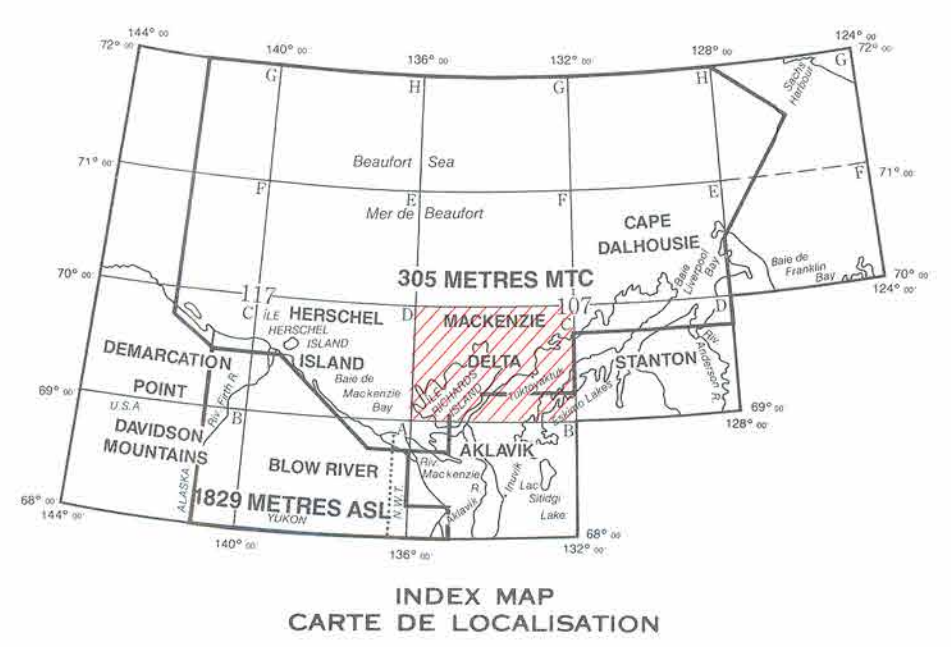 144° 00'
72° 00'
140° 00'
136° 00'
132° 00'
128° 00'
124° 00'
72° 00'
G
H
G
H
G
Sachs
Harbour
Beaufort Sea
71° 00'
71° 00'
F
E
F
E
F
Mer de Beaufort
CAPE
DALHOUSIE
Baie
Liverpool
Bay
Baie de
Franklin
Bay
70° 00'
70° 00'
124° 00'
305 METRES MTC
117
107
C
D
C
D
ÎLE
HERSCHEL
ISLAND
HERSCHEL
ISLAND
MACKENZIE
DELTA
DEMARCATION
POINT
STANTON
Riv.
Anderson R.
Baie de
Mackenzie
Bay
ÎLE
RICHARDS
ISLAND
Tuktoyaktuk
Eskimo Lakes
69° 00'
69° 00'
128° 00'
U.S.A.
Riv. Firth R.
B
A
B
DAVIDSON
MOUNTAINS
BLOW RIVER
AKLAVIK
Riv.
Mackenzie
R.
Inuvik
Lac
Sitidgi
Lake
Aklavik
ALASKA
1829 METRES ASL
YUKON
N.W.T.
68° 00'
144° 00'
140° 00'
136° 00'
132° 00'
68° 00'
INDEX MAP
CARTE DE LOCALISATION